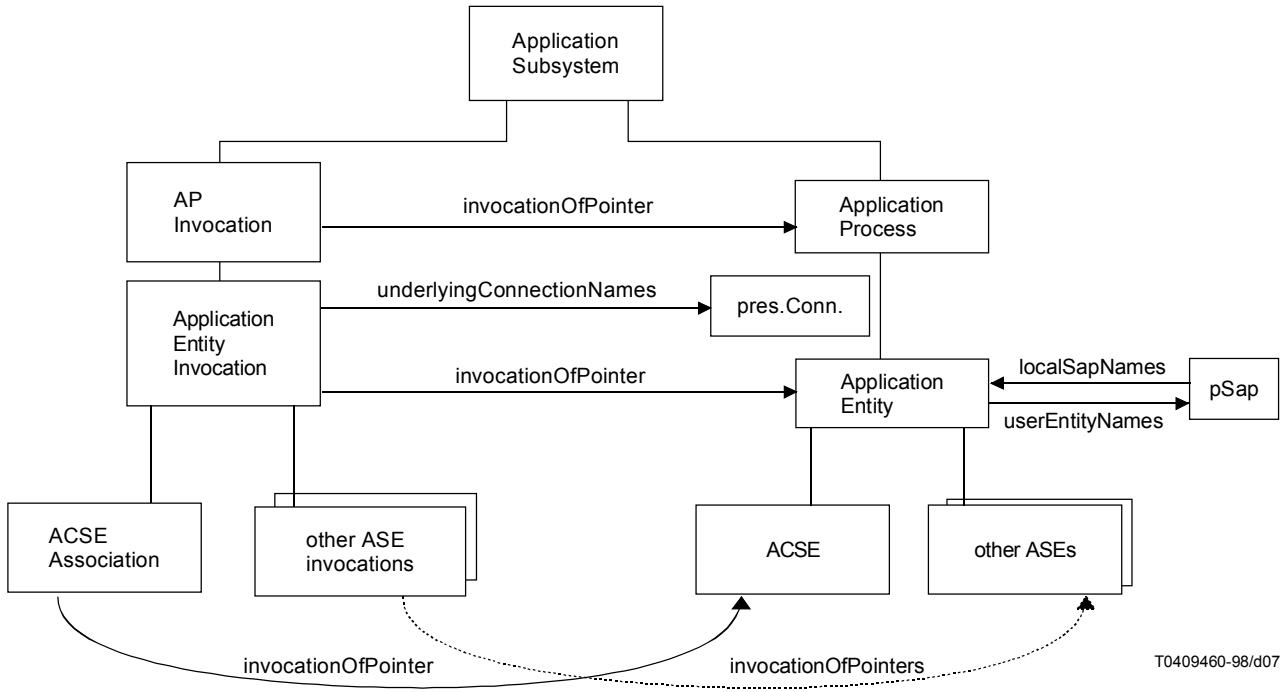 Application
Subsystem
AP
Invocation
invocationOfPointer
Application
Process
underlyingConnectionNames
pres.Conn.
Application
Entity
Invocation
invocationOfPointer
Application
Entity
localSapNames
pSap
userEntityNames
ACSE
Association
other ASE
invocations
ACSE
other ASEs
invocationOfPointer
invocationOfPointers
T0409460-98/d07